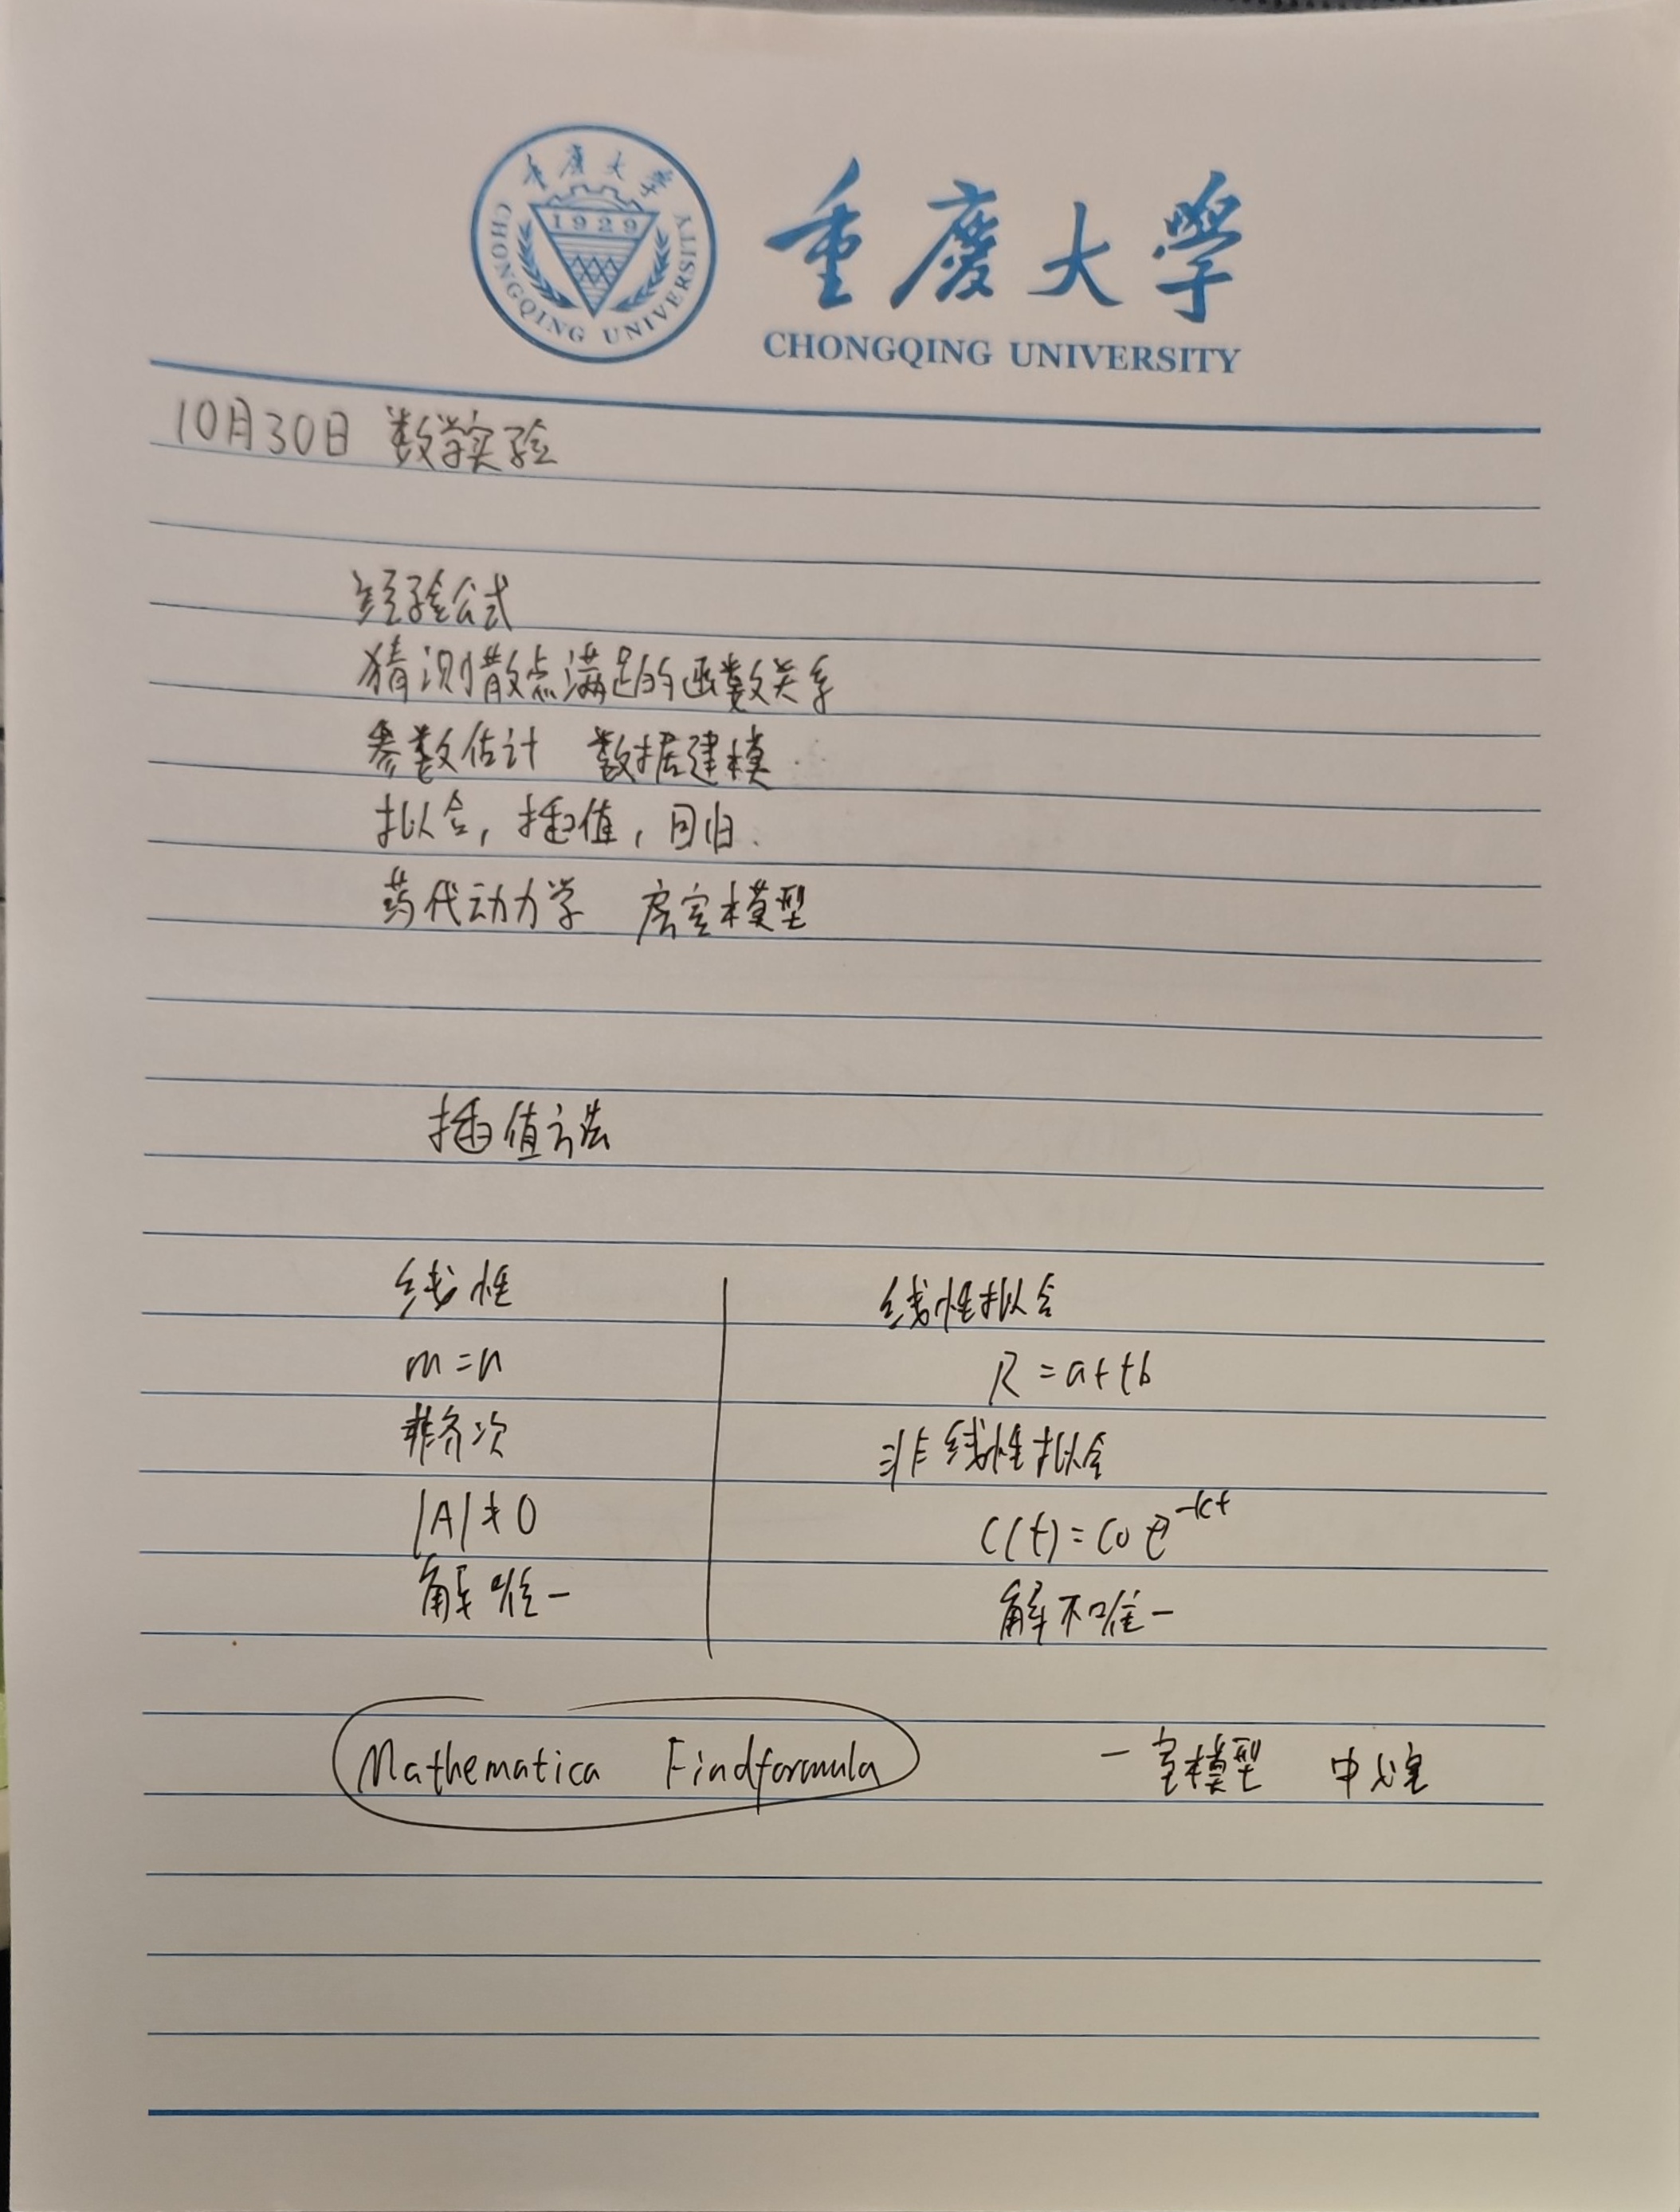 重慶大學
1929
CHONGQING UNIVERSITY
重慶大學
CHONGQING UNIVERSITY
10月30日 数学实验
经验公式
猜测散点满足的函数关系
参数估计 数据建模
拟合, 插值, 回归.
药代动力学 房室模型
插值方法
线性
m=n
非齐次
|A|≠0
解唯一
线性拟合
R=at+b
非线性拟合
C(t)=C0 e^-kt
解不唯一
Mathematica Findformula
一室模型 中心室